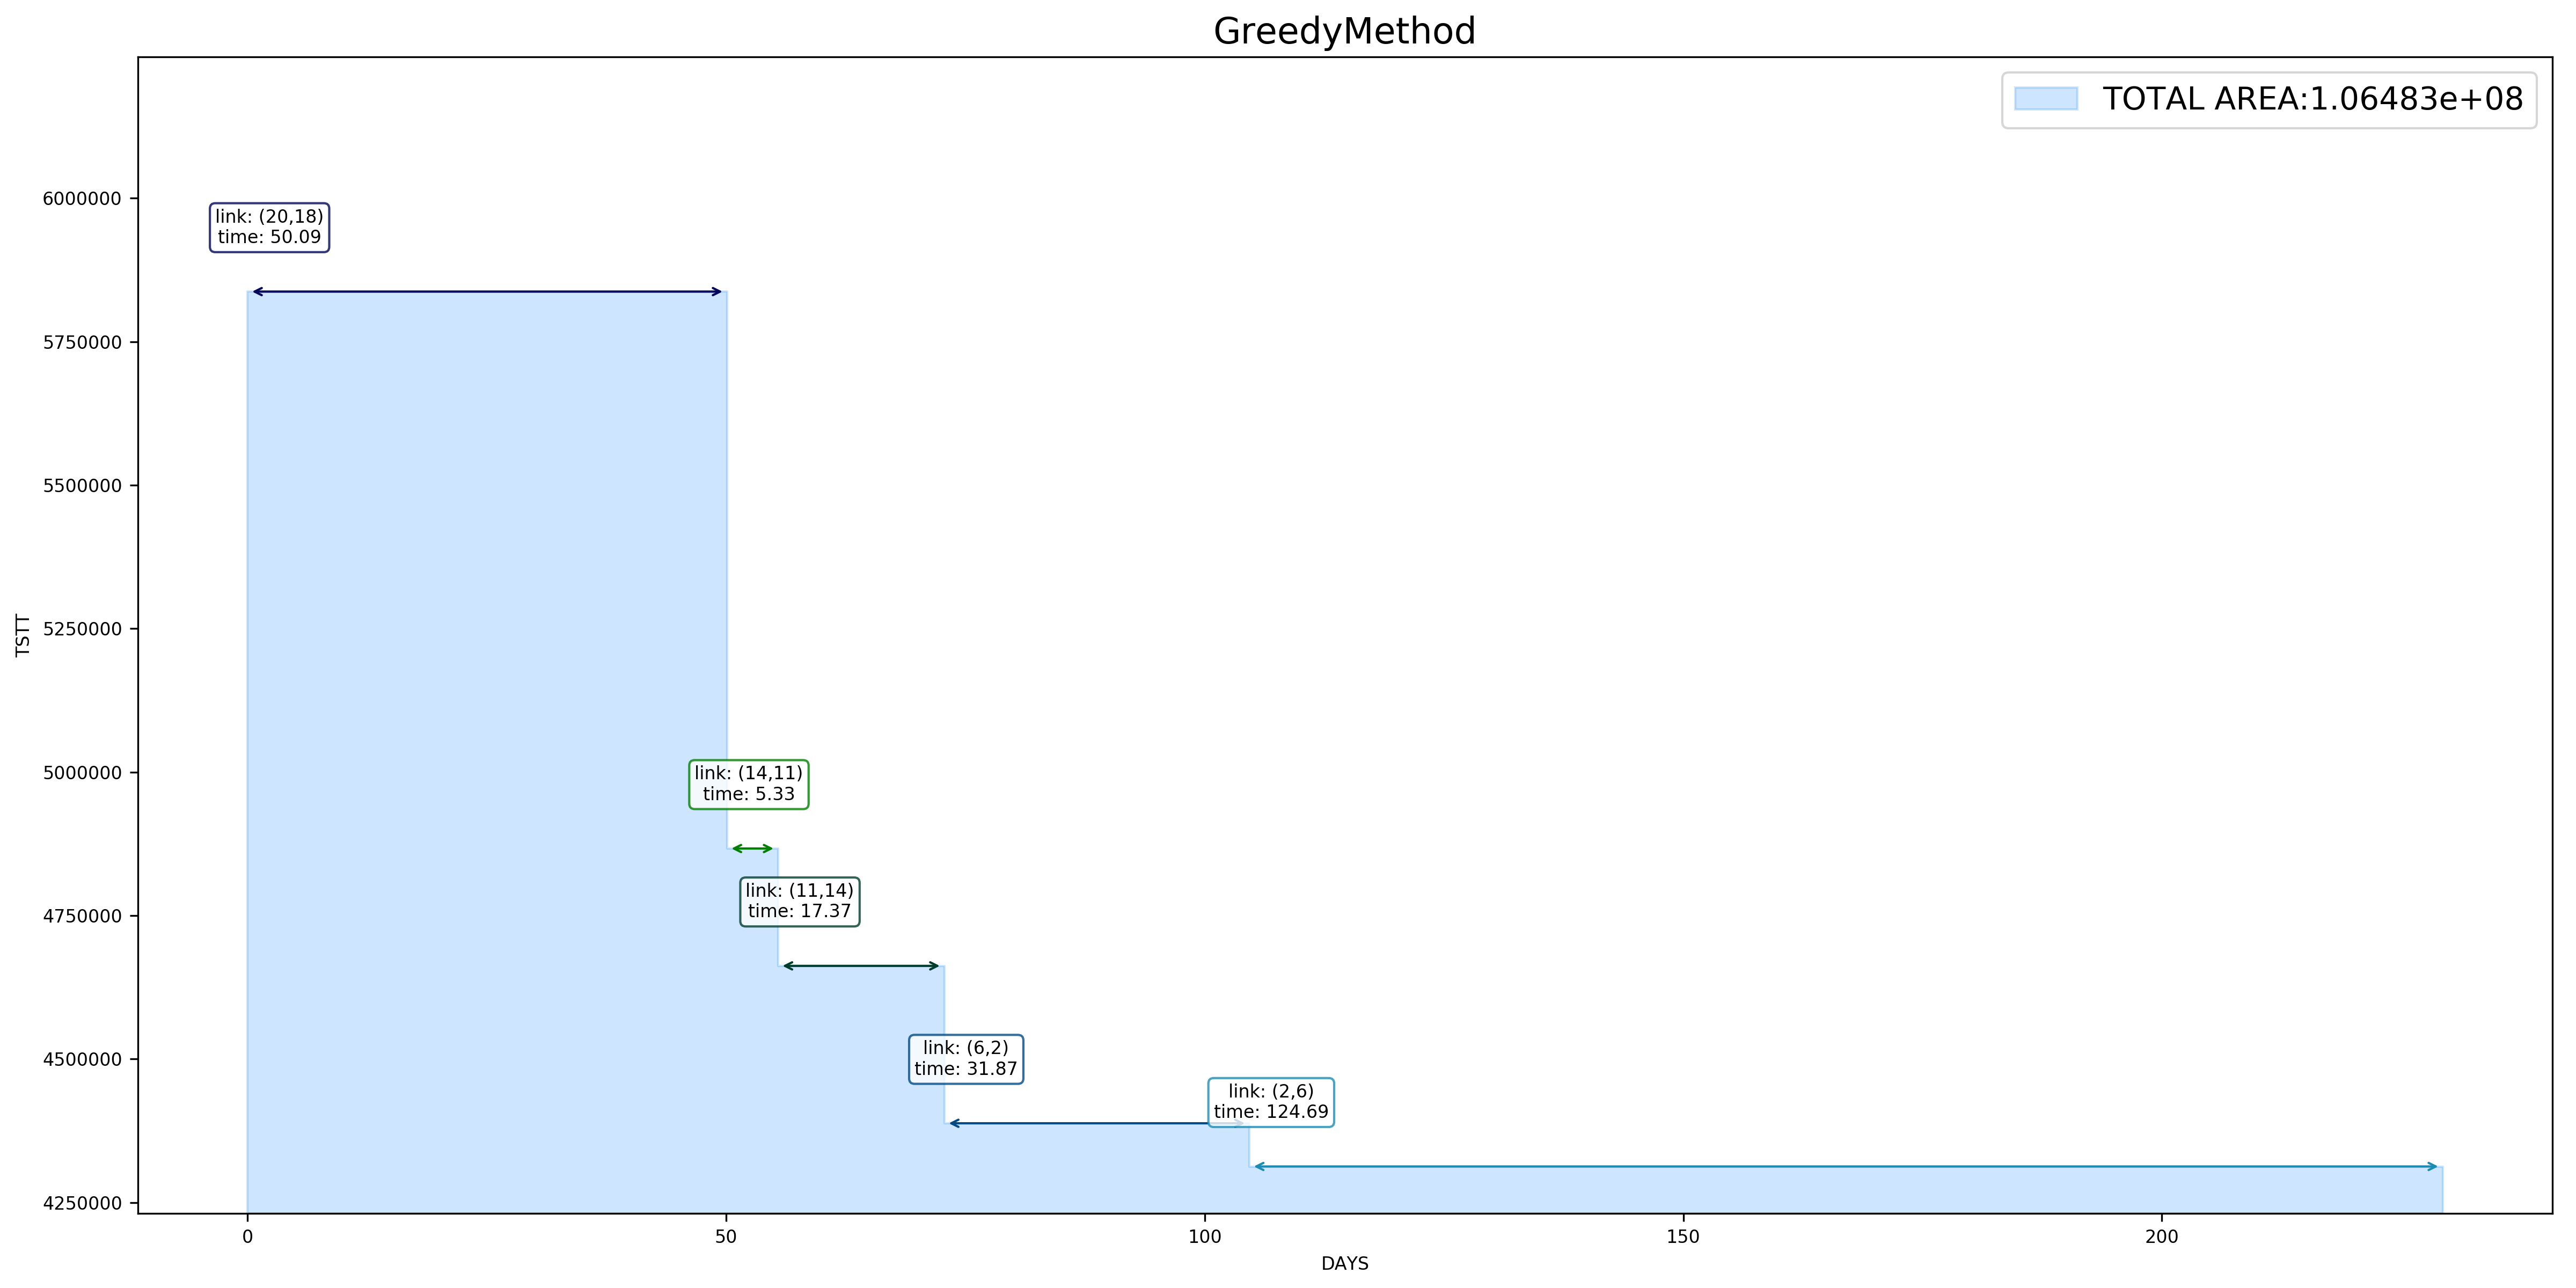 GreedyMethod
TOTAL AREA:1.06483e+08
6000000
link: (20,18)
time: 50.09
5750000
5500000
5250000
TSTT
5000000
link: (14,11)
time: 5.33
4750000
link: (11,14)
time: 17.37
4500000
link: (6,2)
time: 31.87
link: (2,6)
time: 124.69
4250000
0
50
100
150
200
DAYS